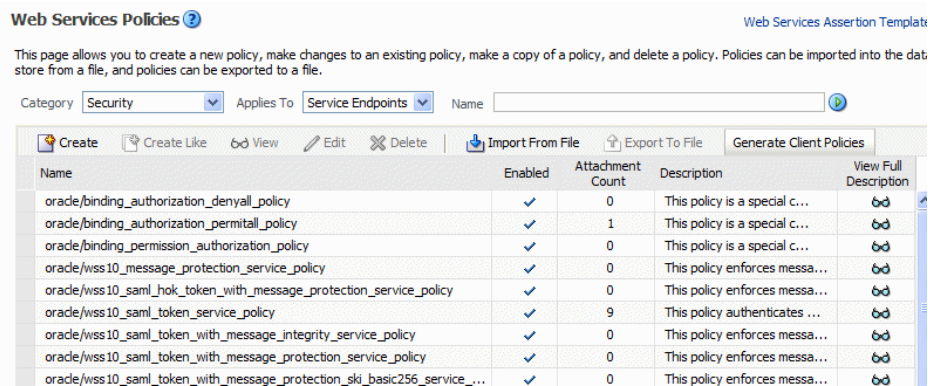 Web Services Policies ?
Web Services Assertion Template
This page allows you to create a new policy, make changes to an existing policy, make a copy of a policy, and delete a policy. Policies can be imported into the data
store from a file, and policies can be exported to a file.
Category Security Applies To Service Endpoints Name
Create Create Like View Edit Delete Import From File Export To File Generate Client Policies
Name Enabled Attachment Count Description View Full Description
oracle/binding_authorization_denyall_policy 0 This policy is a special c...
oracle/binding_authorization_permitall_policy 1 This policy is a special c...
oracle/binding_permission_authorization_policy 0 This policy is a special c...
oracle/wss10_message_protection_service_policy 0 This policy enforces messa...
oracle/wss10_saml_hok_token_with_message_protection_service_policy 0 This policy enforces messa...
oracle/wss10_saml_token_service_policy 9 This policy authenticates ...
oracle/wss10_saml_token_with_message_integrity_service_policy 0 This policy enforces messa...
oracle/wss10_saml_token_with_message_protection_service_policy 0 This policy enforces messa...
oracle/wss10_saml_token_with_message_protection_ski_basic256_service_... 0 This policy enforces messa...